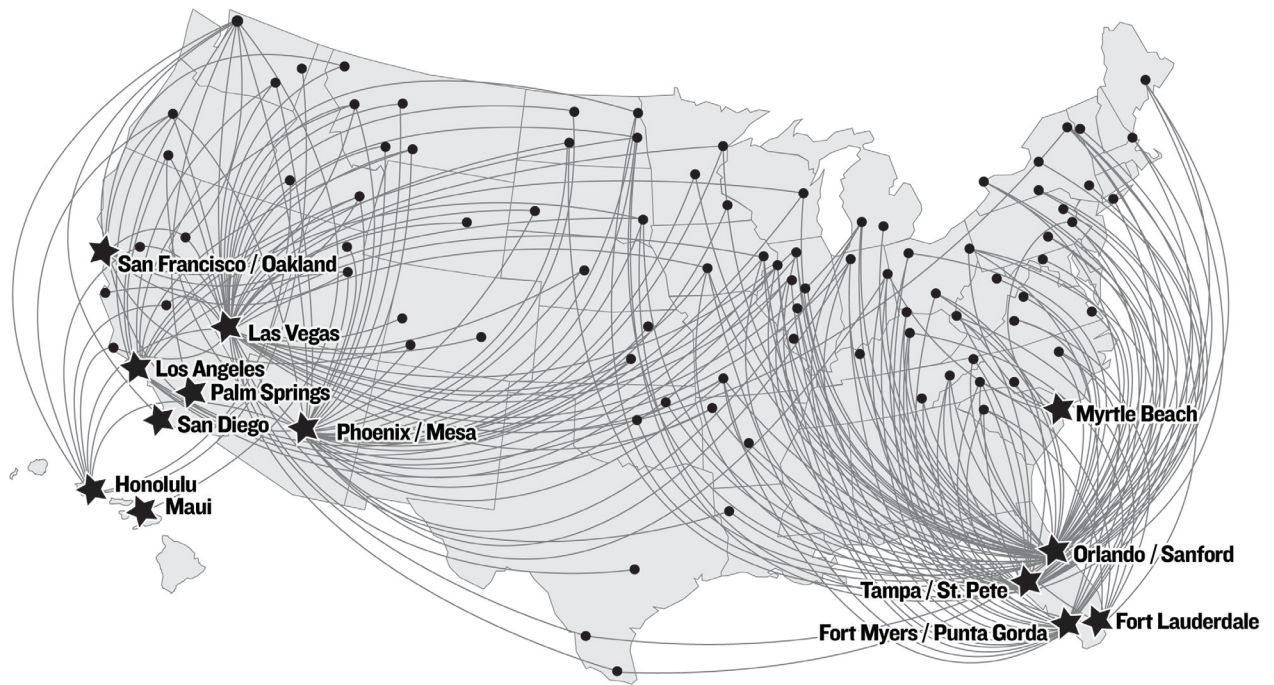 San Francisco / Oakland
Las Vegas
Los Angeles
Palm Springs
San Diego
Phoenix / Mesa
Myrtle Beach
Honolulu
Maui
Orlando / Sanford
Tampa / St. Pete
Fort Myers / Punta Gorda
Fort Lauderdale